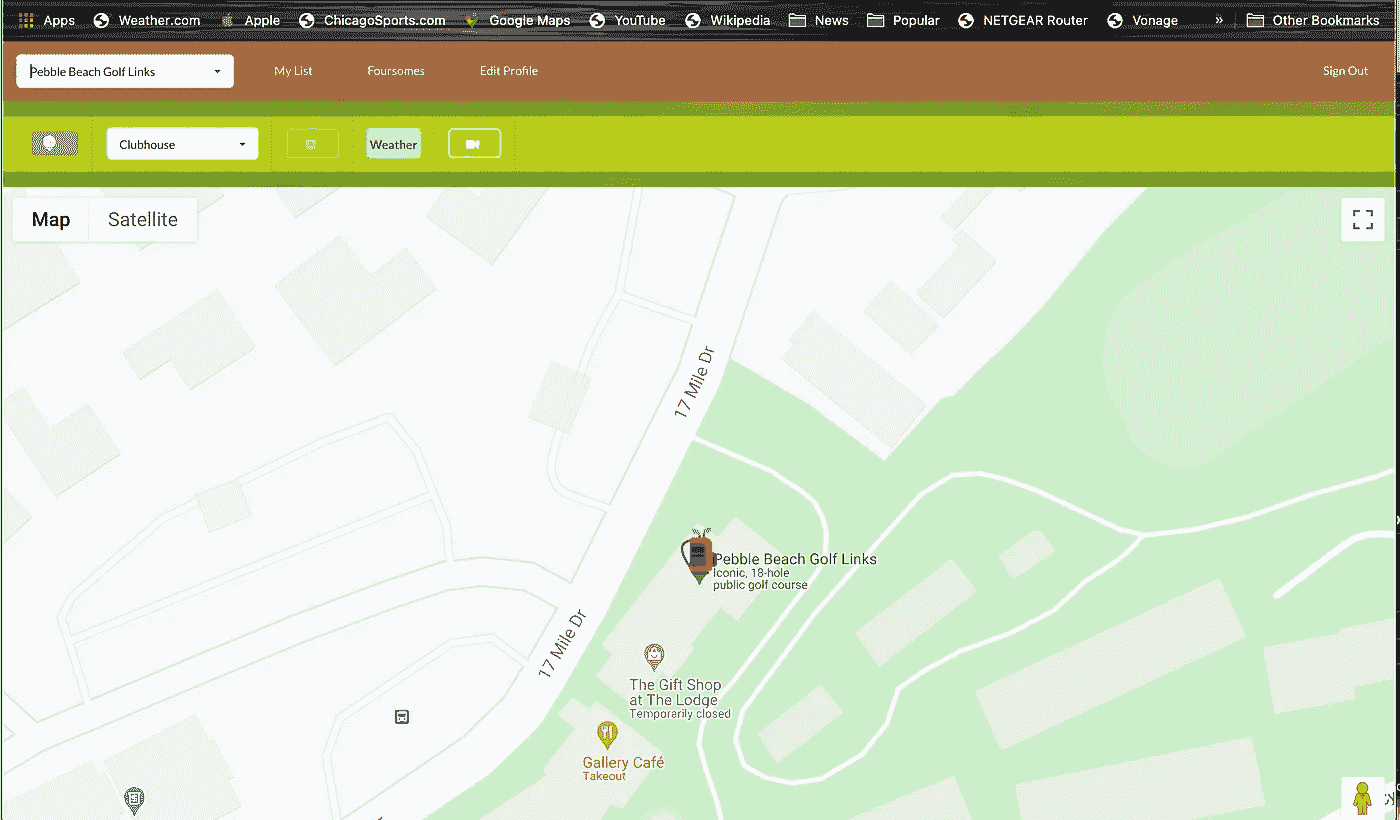 Apps Weather.com Apple ChicagoSports.com Google Maps YouTube Wikipedia News Popular NETGEAR Router Vonage » Other Bookmarks
Pebble Beach Golf Links My List Foursomes Edit Profile Sign Out
Clubhouse Weather
Map Satellite
17 Mile Dr
Pebble Beach Golf Links
Iconic, 18-hole
public golf course
17 Mile Dr
The Gift Shop
at The Lodge
Temporarily closed
Gallery Café
Takeout